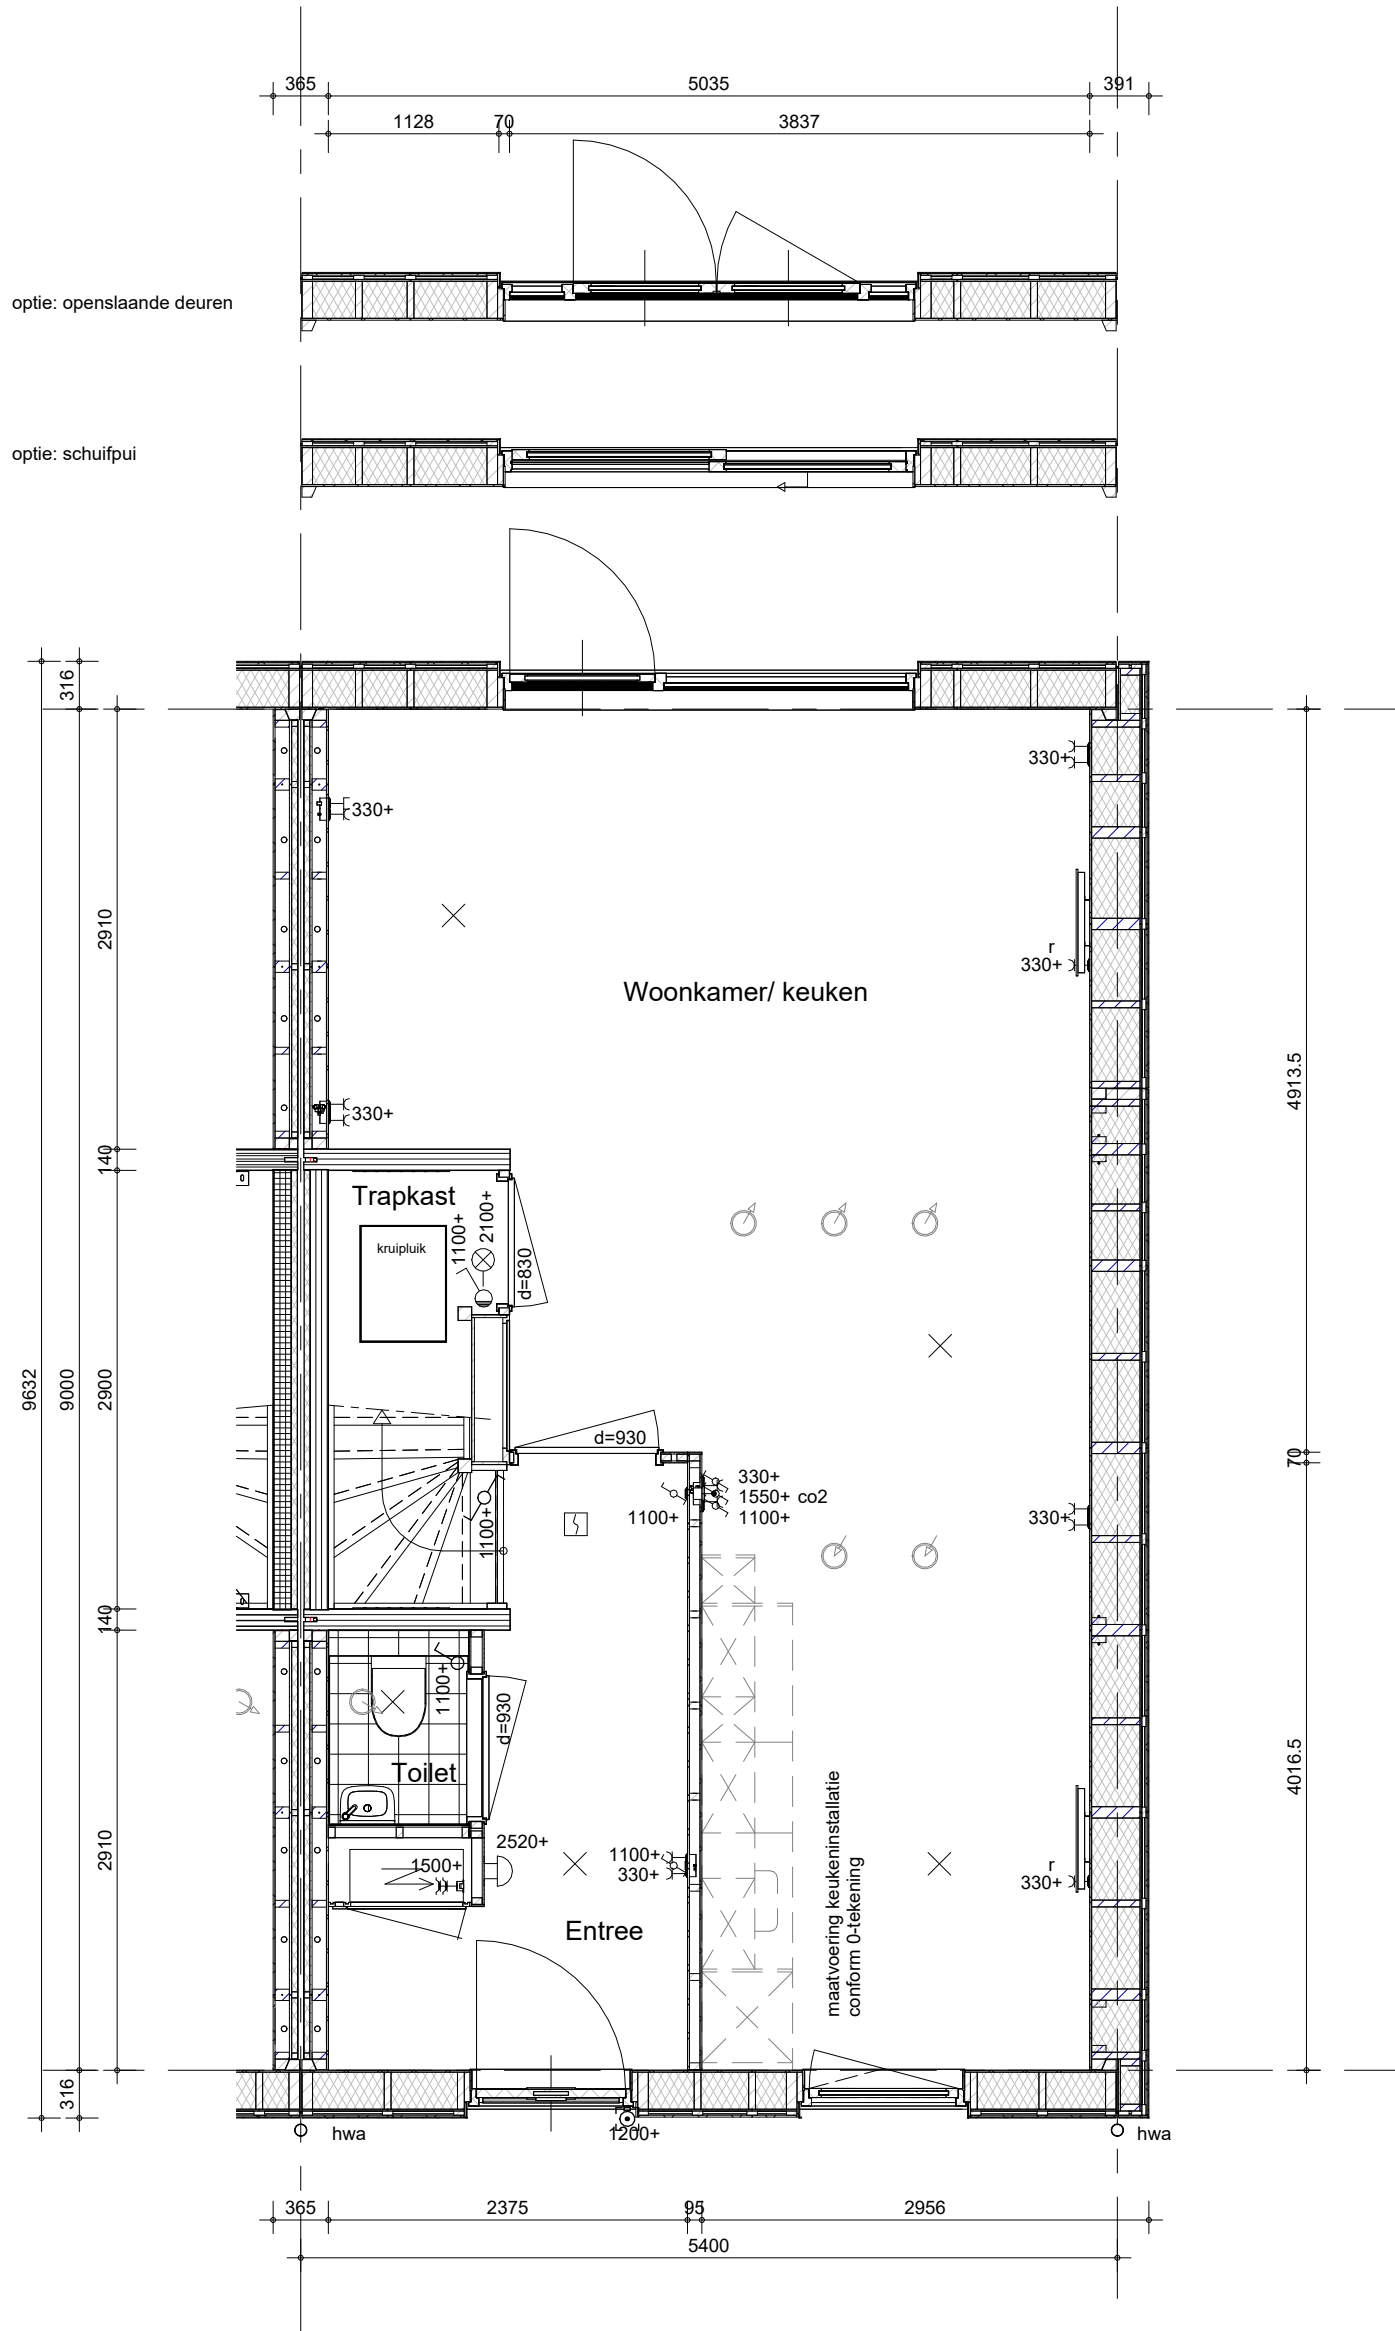 365
5035
391
1128
70
3837
optie: openslaande deuren
optie: schuifpui
316
330+
330+
2910
r
330+
Woonkamer/ keuken
4913.5
330+
140
Trapkast
1100+
2100+
kruipluik
d=830
9632
9000
2900
d=930
70
330+
1550+ co2
1100+
1100+
330+
1100+
140
1100+
d=930
Toilet
4016.5
maatvoering keukeninstallatie
conform 0-tekening
2910
2520+
1500+
1100+
330+
r
330+
Entree
316
hwa
1200+
hwa
365
2375
95
2956
5400